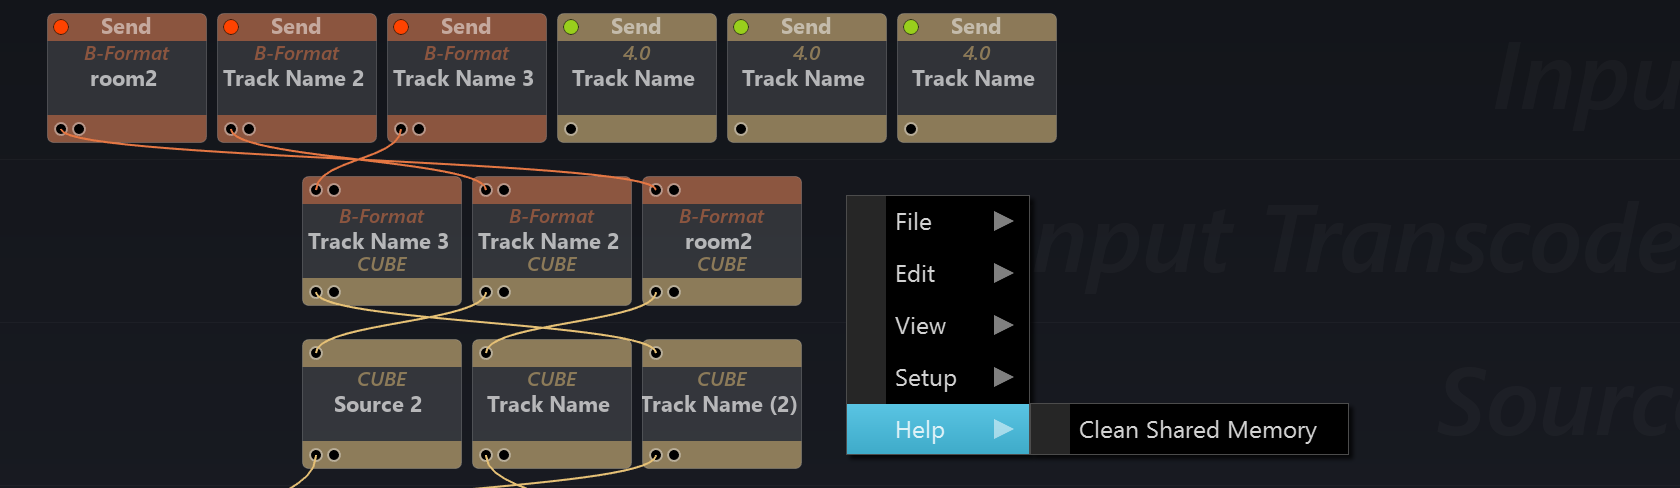 Send Send Send Send Send Send
B-Format B-Format B-Format 4.0 4.0 4.0
room2 Track Name 2 Track Name 3 Track Name Track Name Track Name
Inpu
B-Format B-Format B-Format
Track Name 3 Track Name 2 room2
CUBE CUBE CUBE
nput Transcode
CUBE CUBE CUBE
Source 2 Track Name Track Name (2)
Sourc
File
Edit
View
Setup
Help
Clean Shared Memory